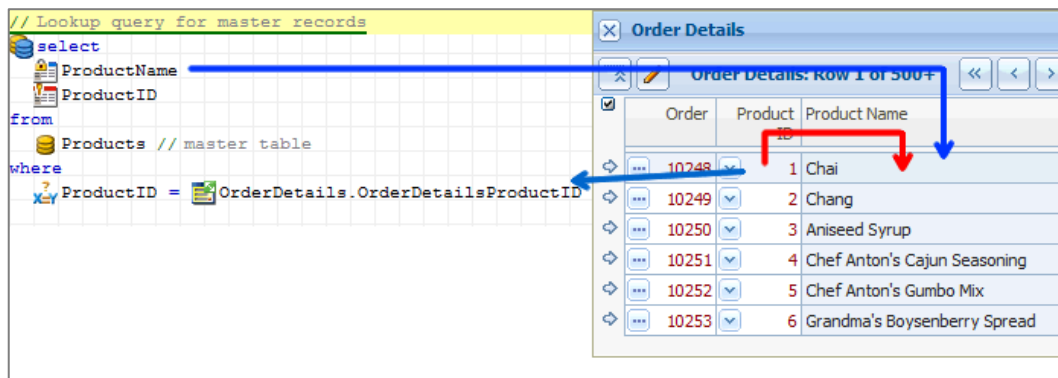 // Lookup query for master records
select
ProductName
ProductID
from
Products // master table
where
ProductID = OrderDetails.OrderDetailsProductID
Order Details
Order Details: Row 1 of 500+
Order Product ID Product Name
10248 1 Chai
10249 2 Chang
10250 3 Aniseed Syrup
10251 4 Chef Anton's Cajun Seasoning
10252 5 Chef Anton's Gumbo Mix
10253 6 Grandma's Boysenberry Spread